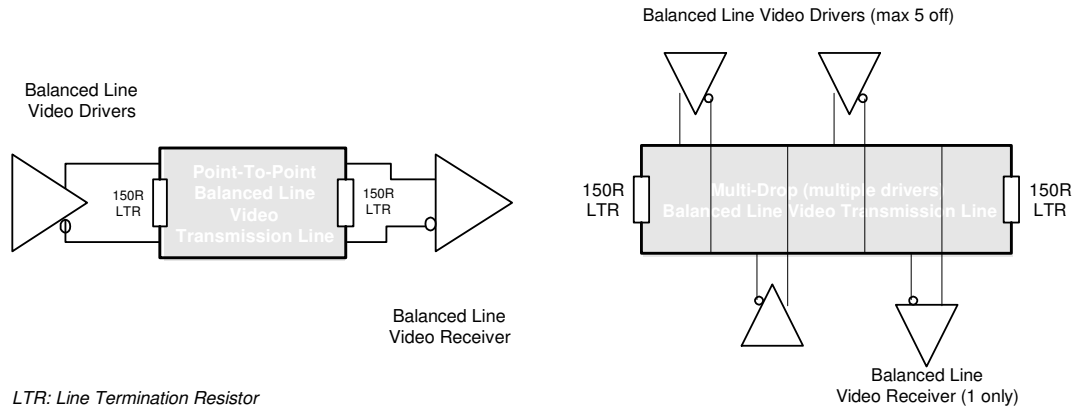 Balanced Line Video Drivers (max 5 off)
Balanced Line
Video Drivers
150R
LTR
Point-To-Point
Balanced Line
Video
Transmission Line
150R
LTR
Balanced Line
Video Receiver
150R
LTR
Multi-Drop (multiple drivers)
Balanced Line Video Transmission Line
150R
LTR
Balanced Line
Video Receiver (1 only)
LTR: Line Termination Resistor